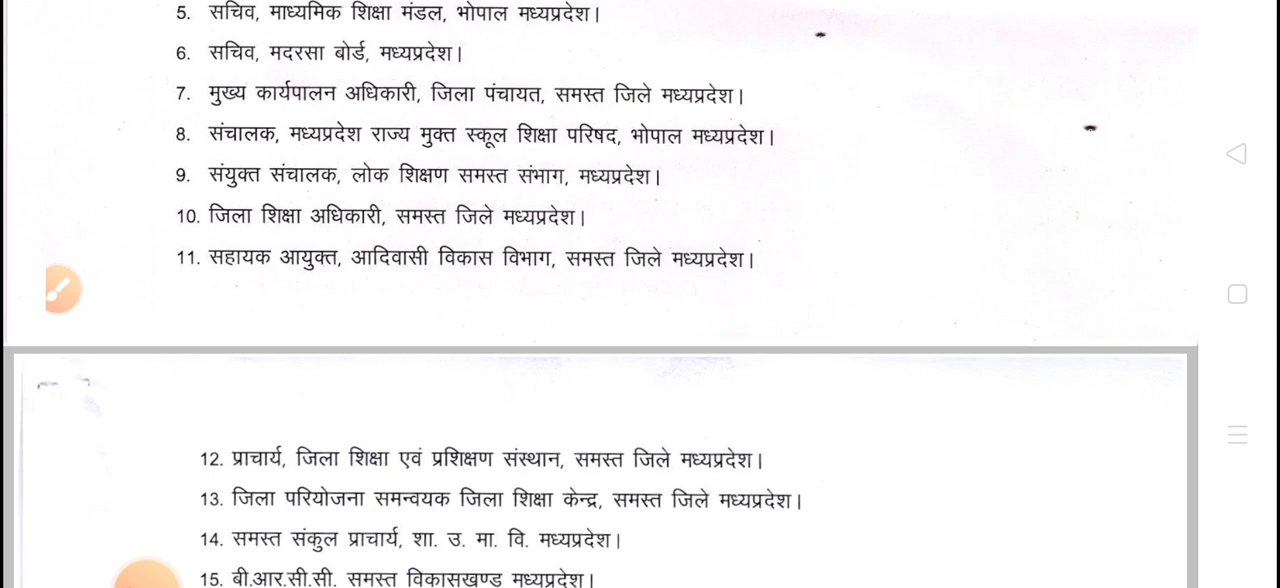 5. सचिव, माध्यमिक शिक्षा मंडल, भोपाल मध्यप्रदेश।
6. सचिव, मदरसा बोर्ड, मध्यप्रदेश।
7. मुख्य कार्यपालन अधिकारी, जिला पंचायत, समस्त जिले मध्यप्रदेश।
8. संचालक, मध्यप्रदेश राज्य मुक्त स्कूल शिक्षा परिषद, भोपाल मध्यप्रदेश।
9. संयुक्त संचालक, लोक शिक्षण समस्त संभाग, मध्यप्रदेश।
10. जिला शिक्षा अधिकारी, समस्त जिले मध्यप्रदेश।
11. सहायक आयुक्त, आदिवासी विकास विभाग, समस्त जिले मध्यप्रदेश।
12. प्राचार्य, जिला शिक्षा एवं प्रशिक्षण संस्थान, समस्त जिले मध्यप्रदेश।
13. जिला परियोजना समन्वयक जिला शिक्षा केन्द्र, समस्त जिले मध्यप्रदेश।
14. समस्त संकुल प्राचार्य, शा. उ. मा. वि. मध्यप्रदेश।
15. बी.आर.सी.सी. समस्त विकासखण्ड मध्यप्रदेश।